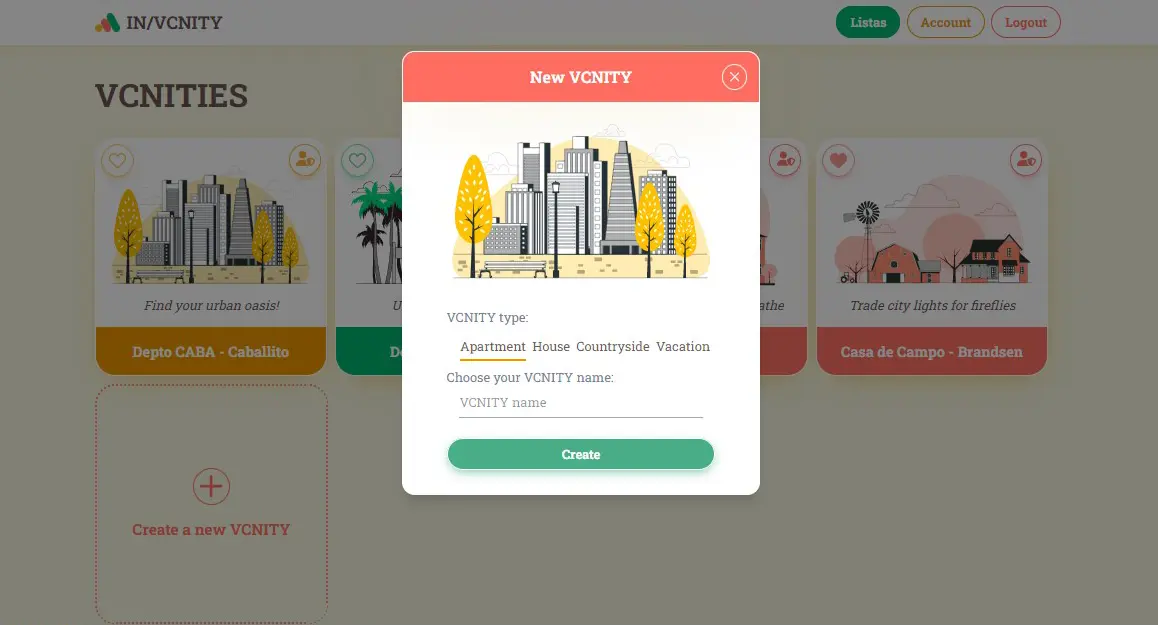 IN/VCNITY
Listas
Account
Logout
VCNITIES
Find your urban oasis!
Depto CABA - Caballito
Trade city lights for fireflies
Casa de Campo - Brandsen
Create a new VCNITY
New VCNITY
VCNITY type:
Apartment House Countryside Vacation
Choose your VCNITY name:
VCNITY name
Create